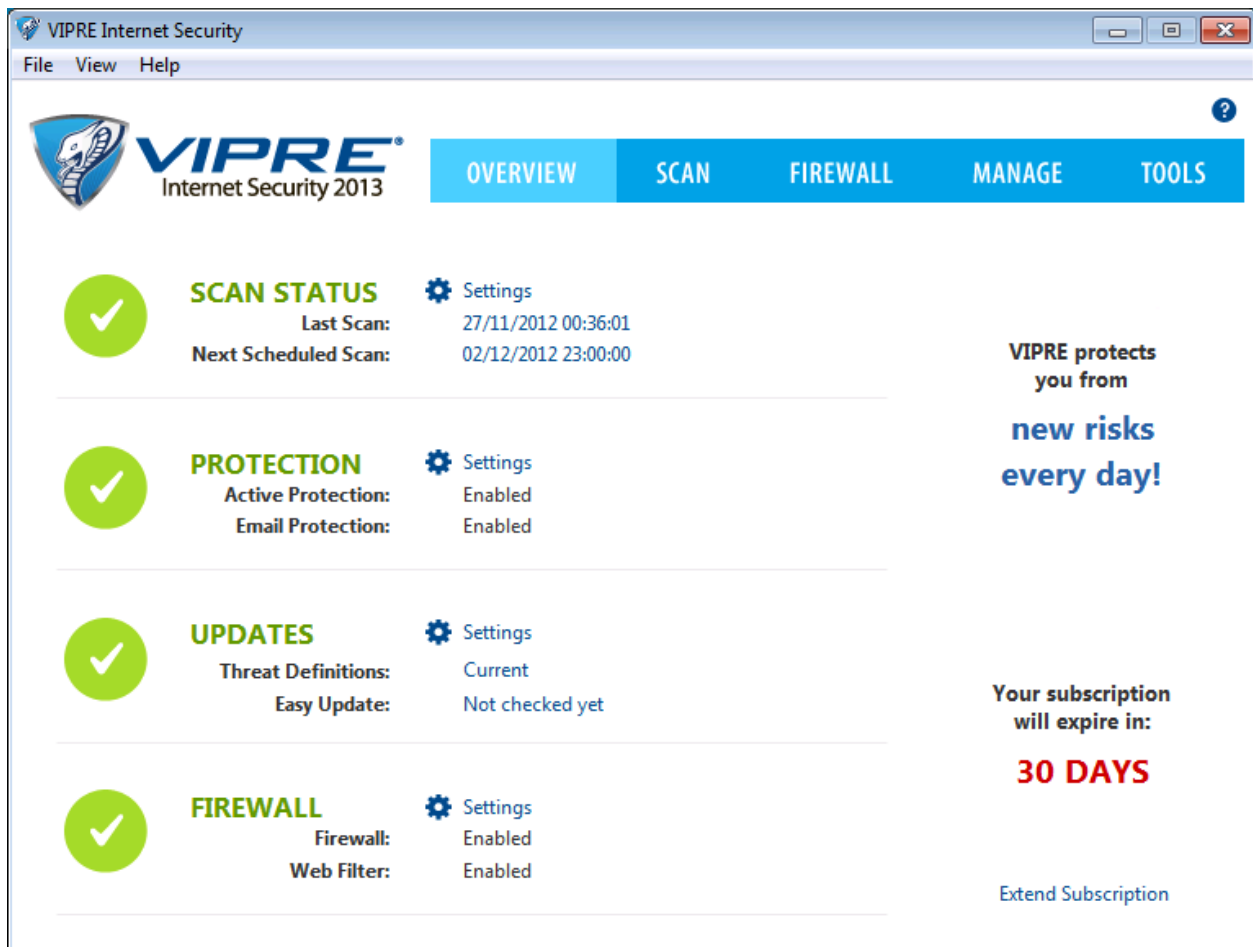 VIPRE Internet Security
File View Help
?
VIPRE®
Internet Security 2013
OVERVIEW SCAN FIREWALL MANAGE TOOLS
SCAN STATUS Settings
Last Scan: 27/11/2012 00:36:01
Next Scheduled Scan: 02/12/2012 23:00:00
PROTECTION Settings
Active Protection: Enabled
Email Protection: Enabled
UPDATES Settings
Threat Definitions: Current
Easy Update: Not checked yet
FIREWALL Settings
Firewall: Enabled
Web Filter: Enabled
VIPRE protects
you from
new risks
every day!
Your subscription
will expire in:
30 DAYS
Extend Subscription